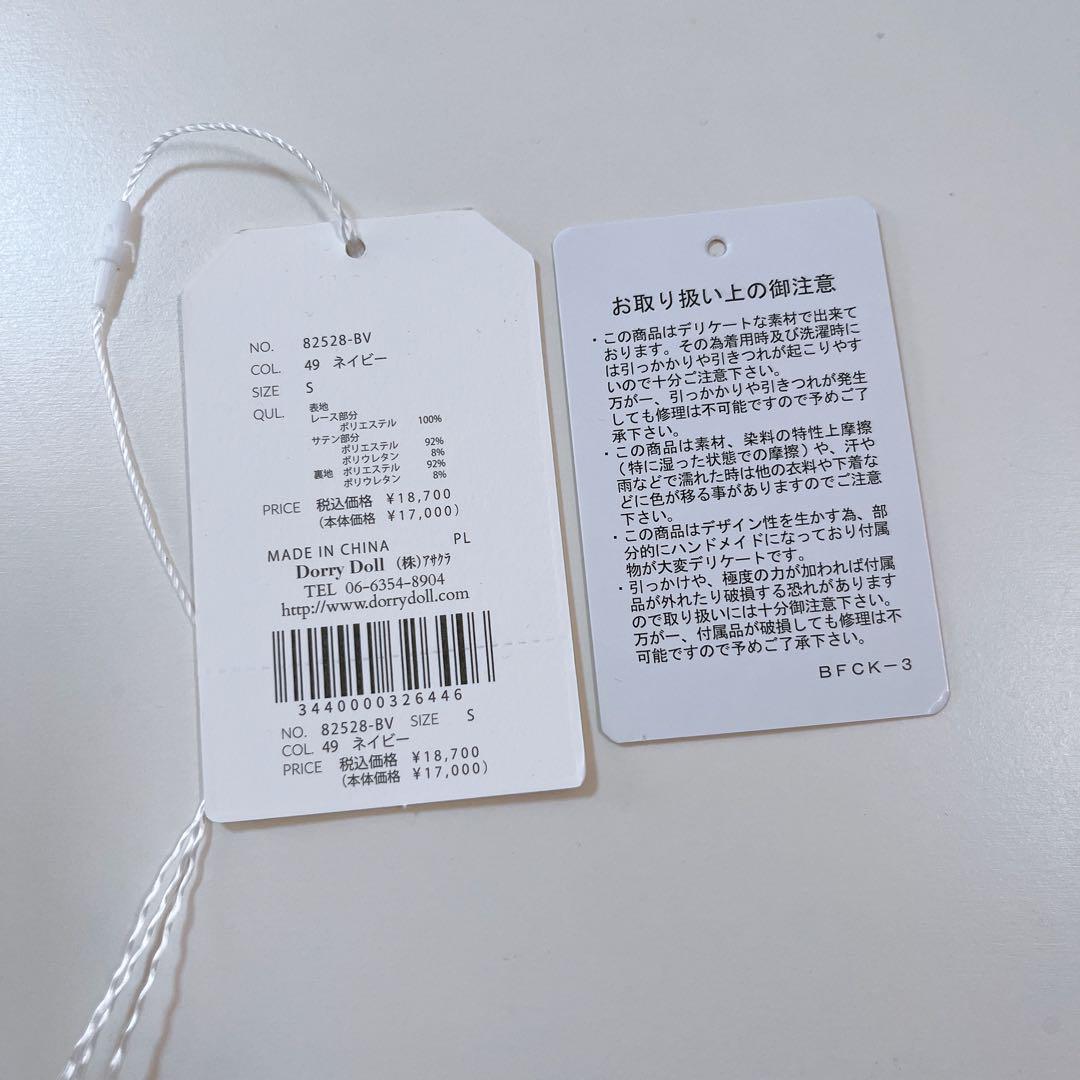 NO. 82528-BV
COL. 49 ネイビー
SIZE S
QUL. 表地
レース部分
ポリエステル 100%
サテン部分
ポリエステル 92%
ポリウレタン 8%
裏地 ポリエステル 92%
ポリウレタン 8%
PRICE 税込価格 ¥18,700
(本体価格 ¥17,000)
MADE IN CHINA PL
Dorry Doll (株)アサクラ
TEL 06-6354-8904
http://www.dorrydoll.com
3440000326446
NO. 82528-BV SIZE S
COL. 49 ネイビー
PRICE 税込価格 ¥18,700
(本体価格 ¥17,000)
お取り扱い上の御注意
・この商品はデリケートな素材で出来て
おります。その為着用時及び洗濯時に
は引っかかりや引きつれが起こりやす
いので十分ご注意下さい。
万が一、引っかかりや引きつれが発生
しても修理は不可能ですので予めご了
承下さい。
・この商品は素材、染料の特性上摩擦
(特に湿った状態での摩擦)や、汗や
雨などで濡れた時は他の衣料や下着な
どに色が移る事がありますのでご注意
下さい。
・この商品はデザイン性を生かす為、部
分的にハンドメイドになっており付属
物が大変デリケートです。
・引っかけや、極度の力が加われば付属
品が外れたり破損する恐れがあります
ので取り扱いには十分御注意下さい。
万が一、付属品が破損しても修理は不
可能ですので予めご了承下さい。
BFCK-3